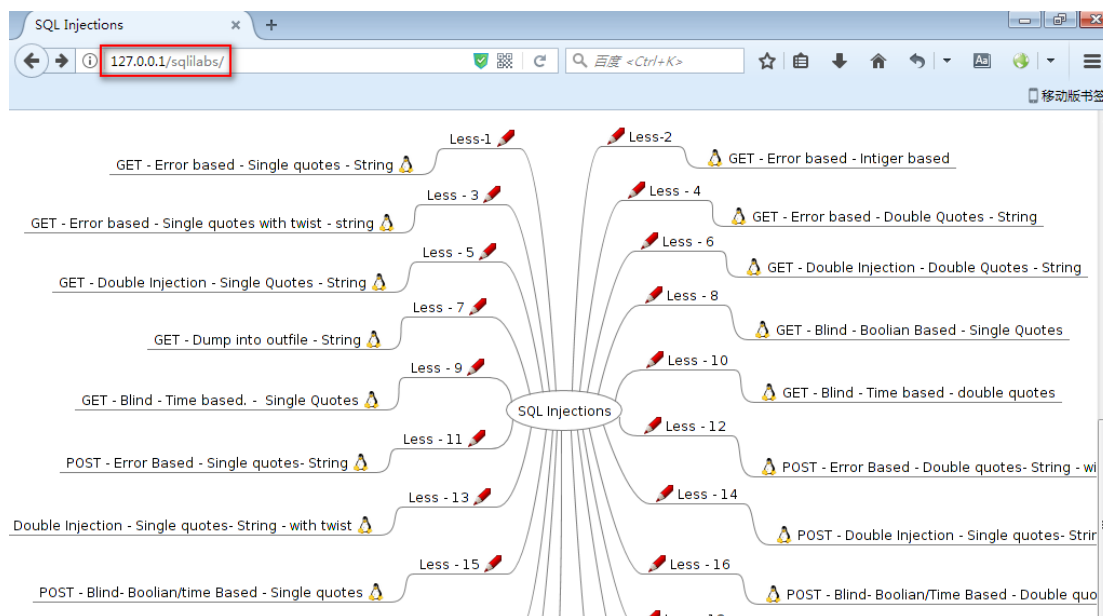 SQL Injections
127.0.0.1/sqlilabs/
百度 <Ctrl+K>
移动版书签
Less-1
GET - Error based - Single quotes - String
Less-2
GET - Error based - Intiger based
Less - 3
GET - Error based - Single quotes with twist - string
Less - 4
GET - Error based - Double Quotes - String
Less - 5
GET - Double Injection - Single Quotes - String
Less - 6
GET - Double Injection - Double Quotes - String
Less - 7
GET - Dump into outfile - String
Less - 8
GET - Blind - Boolian Based - Single Quotes
Less - 9
GET - Blind - Time based. - Single Quotes
Less - 10
GET - Blind - Time based - double quotes
SQL Injections
Less - 11
POST - Error Based - Single quotes- String
Less - 12
POST - Error Based - Double quotes- String - wi
Less - 13
Double Injection - Single quotes- String - with twist
Less - 14
POST - Double Injection - Single quotes- Strin
Less - 15
POST - Blind- Boolian/time Based - Single quotes
Less - 16
POST - Blind- Boolian/Time Based - Double quo